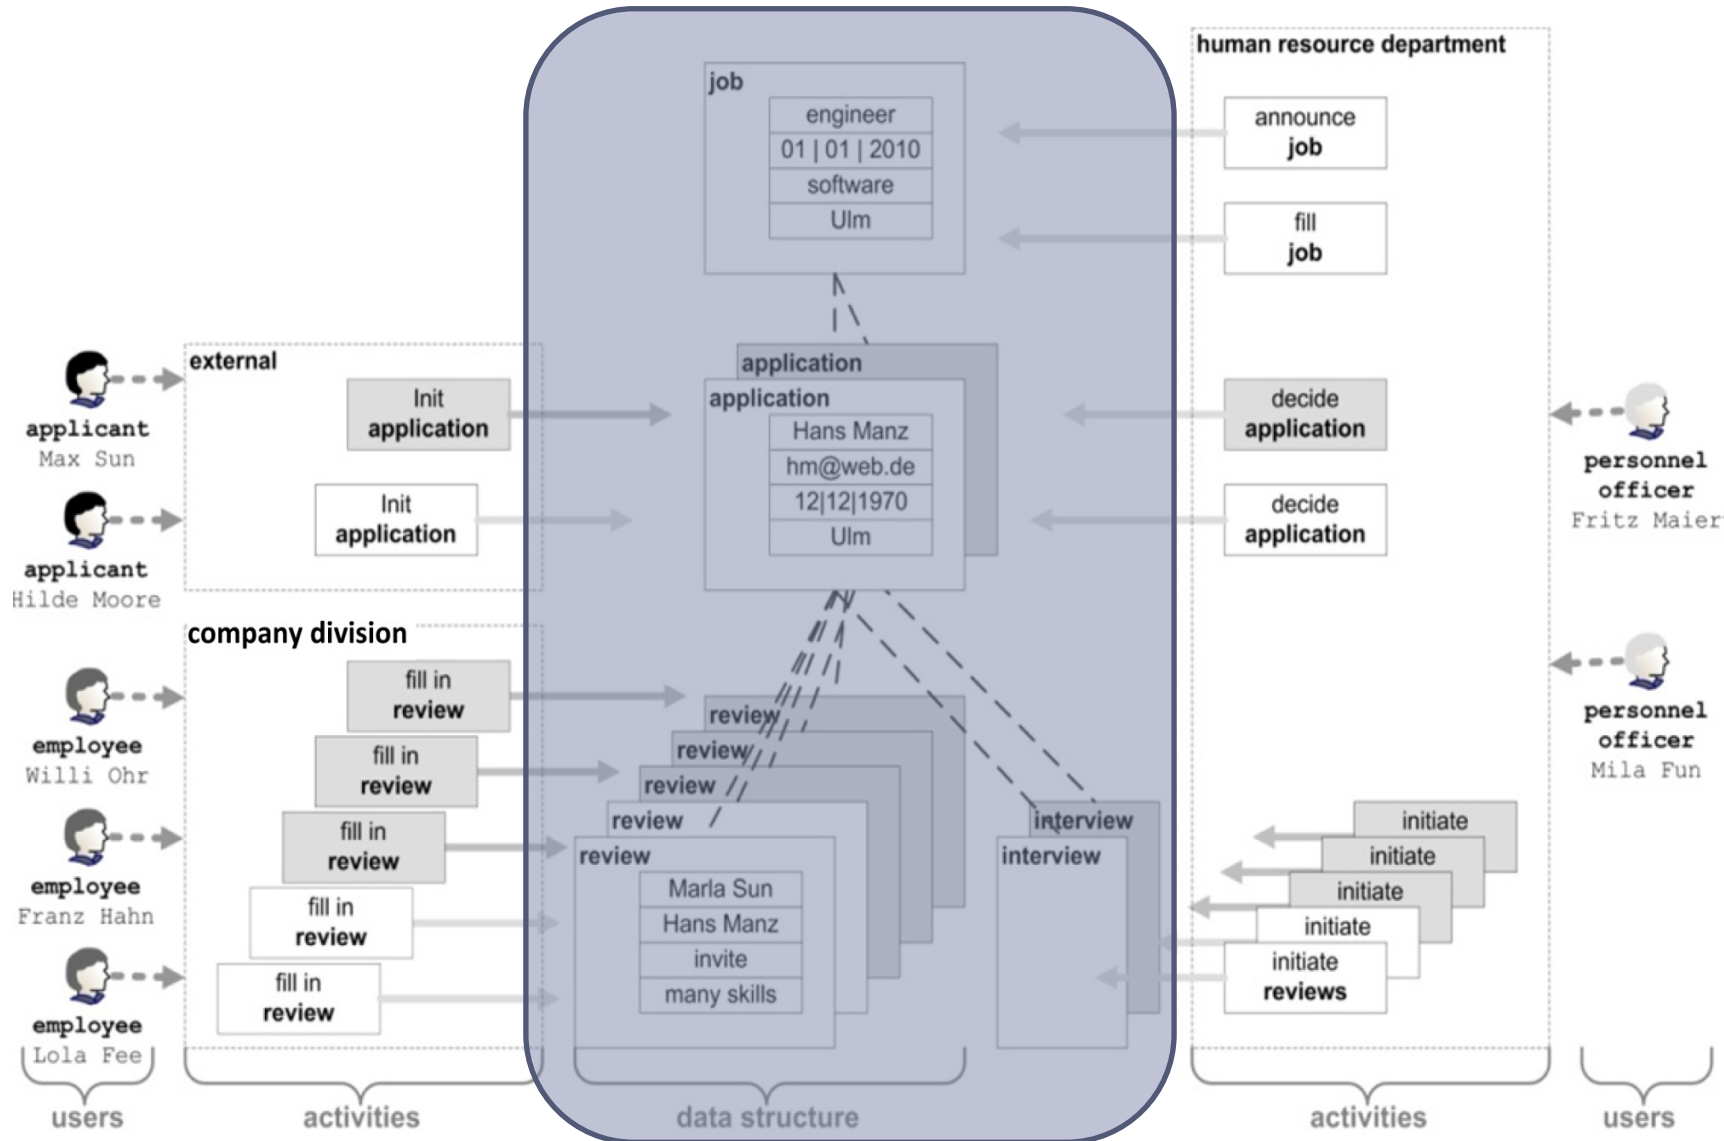 human resource department
job
engineer
01 | 01 | 2010
software
Ulm
announce
job
fill
job
external
applicant
Max Sun
Init
application
applicant
Hilde Moore
Init
application
application
application
Hans Manz
hm@web.de
12|12|1970
Ulm
decide
application
decide
application
personnel
officer
Fritz Maier
company division
employee
Willi Ohr
fill in
review
fill in
review
employee
Franz Hahn
fill in
review
fill in
review
employee
Lola Fee
fill in
review
review
review
review
review
review
Marla Sun
Hans Manz
invite
many skills
interview
interview
personnel
officer
Mila Fun
initiate
initiate
initiate
initiate
initiate
reviews
users
activities
data structure
activities
users